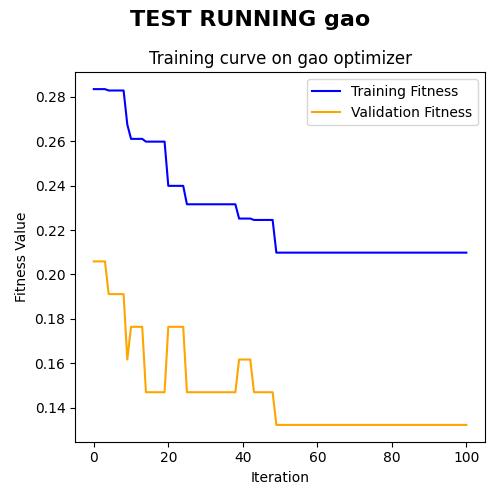 TEST RUNNING gao
Training curve on gao optimizer
Training Fitness
Validation Fitness
Fitness Value
0.28
0.26
0.24
0.22
0.20
0.18
0.16
0.14
0 20 40 60 80 100
Iteration